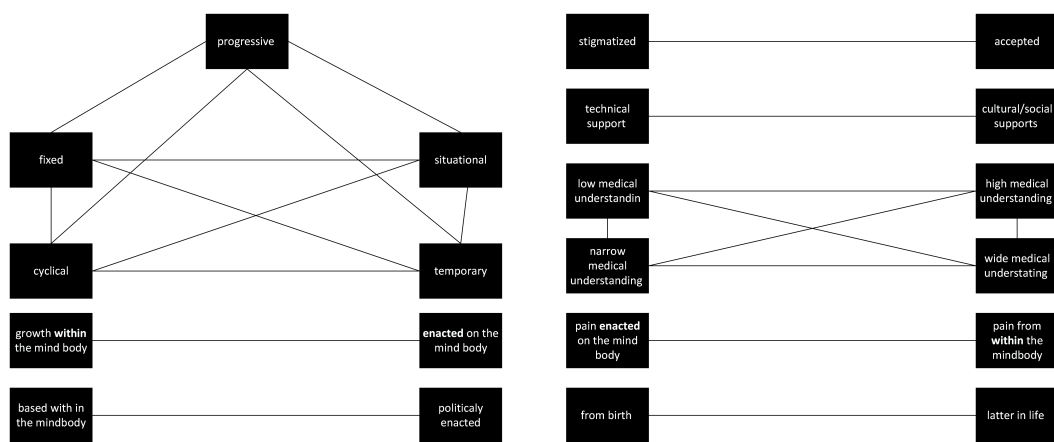 progressive
fixed
situational
cyclical
temporary
growth within
the mind body
enacted on the
mind body
based with in
the mindbody
politicaly
enacted
stigmatized
accepted
technical
support
cultural/social
supports
low medical
understandin
high medical
understanding
narrow
medical
understanding
wide medical
understating
pain enacted
on the mind
body
pain from
within the
mindbody
from birth
latter in life